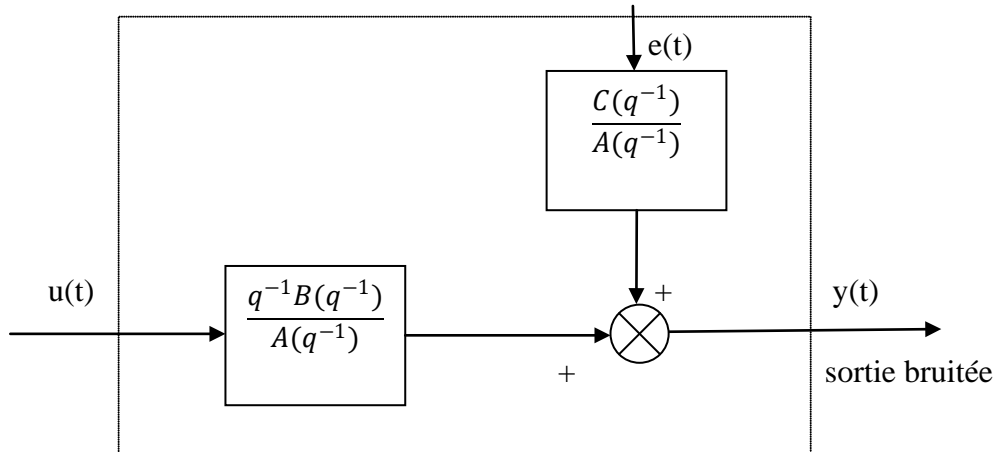 e(t)
C(q⁻¹)
A(q⁻¹)
u(t)
q⁻¹B(q⁻¹)
A(q⁻¹)
+
+
y(t)
sortie bruitée